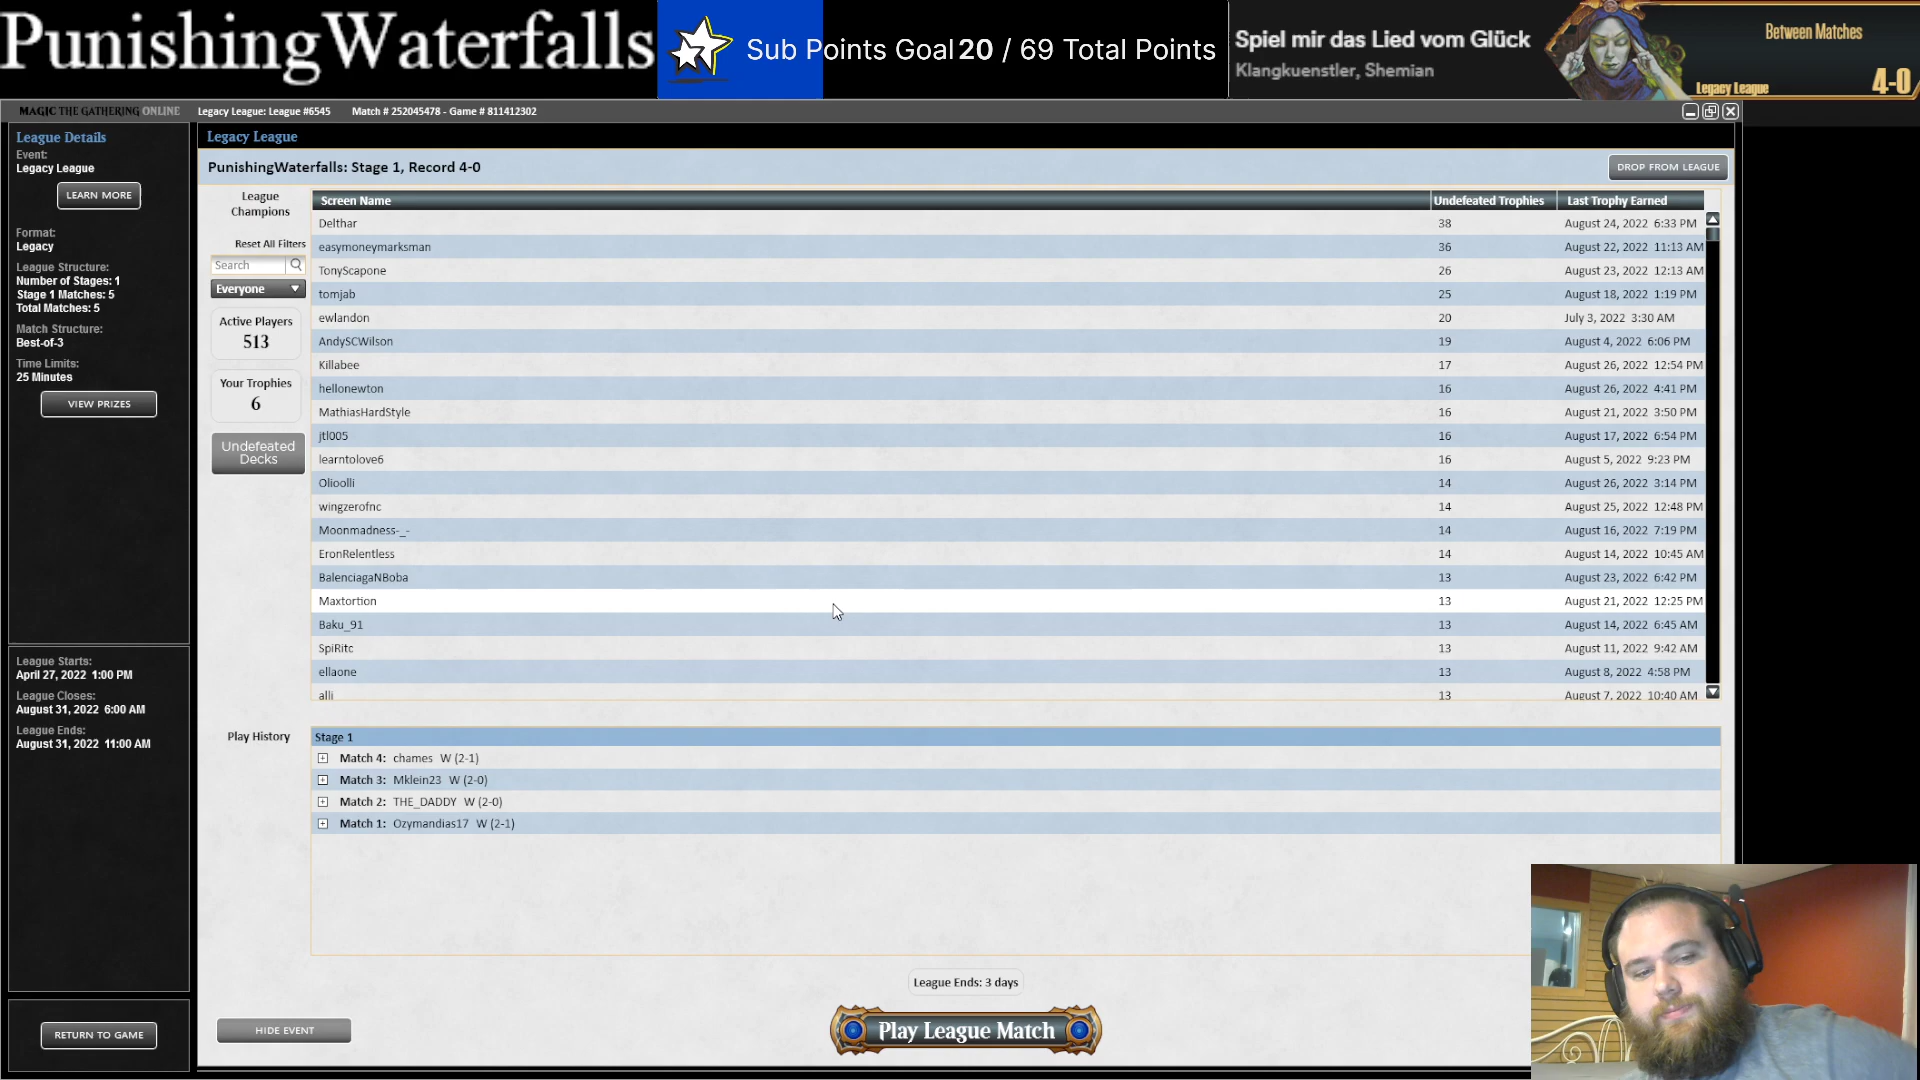 PunishingWaterfalls
Sub Points Goal 20 / 69 Total Points
Spiel mir das Lied vom Glück
Klangkuenstler, Shemian
Between Matches
Legacy League
4-0
MAGIC THE GATHERING ONLINE
Legacy League: League #6545 Match # 252045478 - Game # 811412302
League Details
Event:
Legacy League
LEARN MORE
Format:
Legacy
League Structure:
Number of Stages: 1
Stage 1 Matches: 5
Total Matches: 5
Match Structure:
Best-of-3
Time Limits:
25 Minutes
VIEW PRIZES
League Starts:
April 27, 2022 1:00 PM
League Closes:
August 31, 2022 6:00 AM
League Ends:
August 31, 2022 11:00 AM
RETURN TO GAME
Legacy League
PunishingWaterfalls: Stage 1, Record 4-0
DROP FROM LEAGUE
League
Champions
Reset All Filters
Search
Everyone
Active Players
513
Your Trophies
6
Undefeated
Decks
Screen Name Undefeated Trophies Last Trophy Earned
Delthar 38 August 24, 2022 6:33 PM
easymoneymarksman 36 August 22, 2022 11:13 AM
TonyScapone 26 August 23, 2022 12:13 AM
tomjab 25 August 18, 2022 1:19 PM
ewlandon 20 July 3, 2022 3:30 AM
AndySCWilson 19 August 4, 2022 6:06 PM
Killabee 17 August 26, 2022 12:54 PM
hellonewton 16 August 26, 2022 4:41 PM
MathiasHardStyle 16 August 21, 2022 3:50 PM
jtl005 16 August 17, 2022 6:54 PM
learntolove6 16 August 5, 2022 9:23 PM
Olioolli 14 August 26, 2022 3:14 PM
wingzerofnc 14 August 25, 2022 12:48 PM
Moonmadness-_- 14 August 16, 2022 7:19 PM
EronRelentless 14 August 14, 2022 10:45 AM
BalenciagaNBoba 13 August 23, 2022 6:42 PM
Maxtortion 13 August 21, 2022 12:25 PM
Baku_91 13 August 14, 2022 6:45 AM
SpiRitc 13 August 11, 2022 9:42 AM
ellaone 13 August 8, 2022 4:58 PM
alli 13 August 7, 2022 10:40 AM
Play History
Stage 1
Match 4: chames W (2-1)
Match 3: Mklein23 W (2-0)
Match 2: THE_DADDY W (2-0)
Match 1: Ozymandias17 W (2-1)
League Ends: 3 days
HIDE EVENT
Play League Match